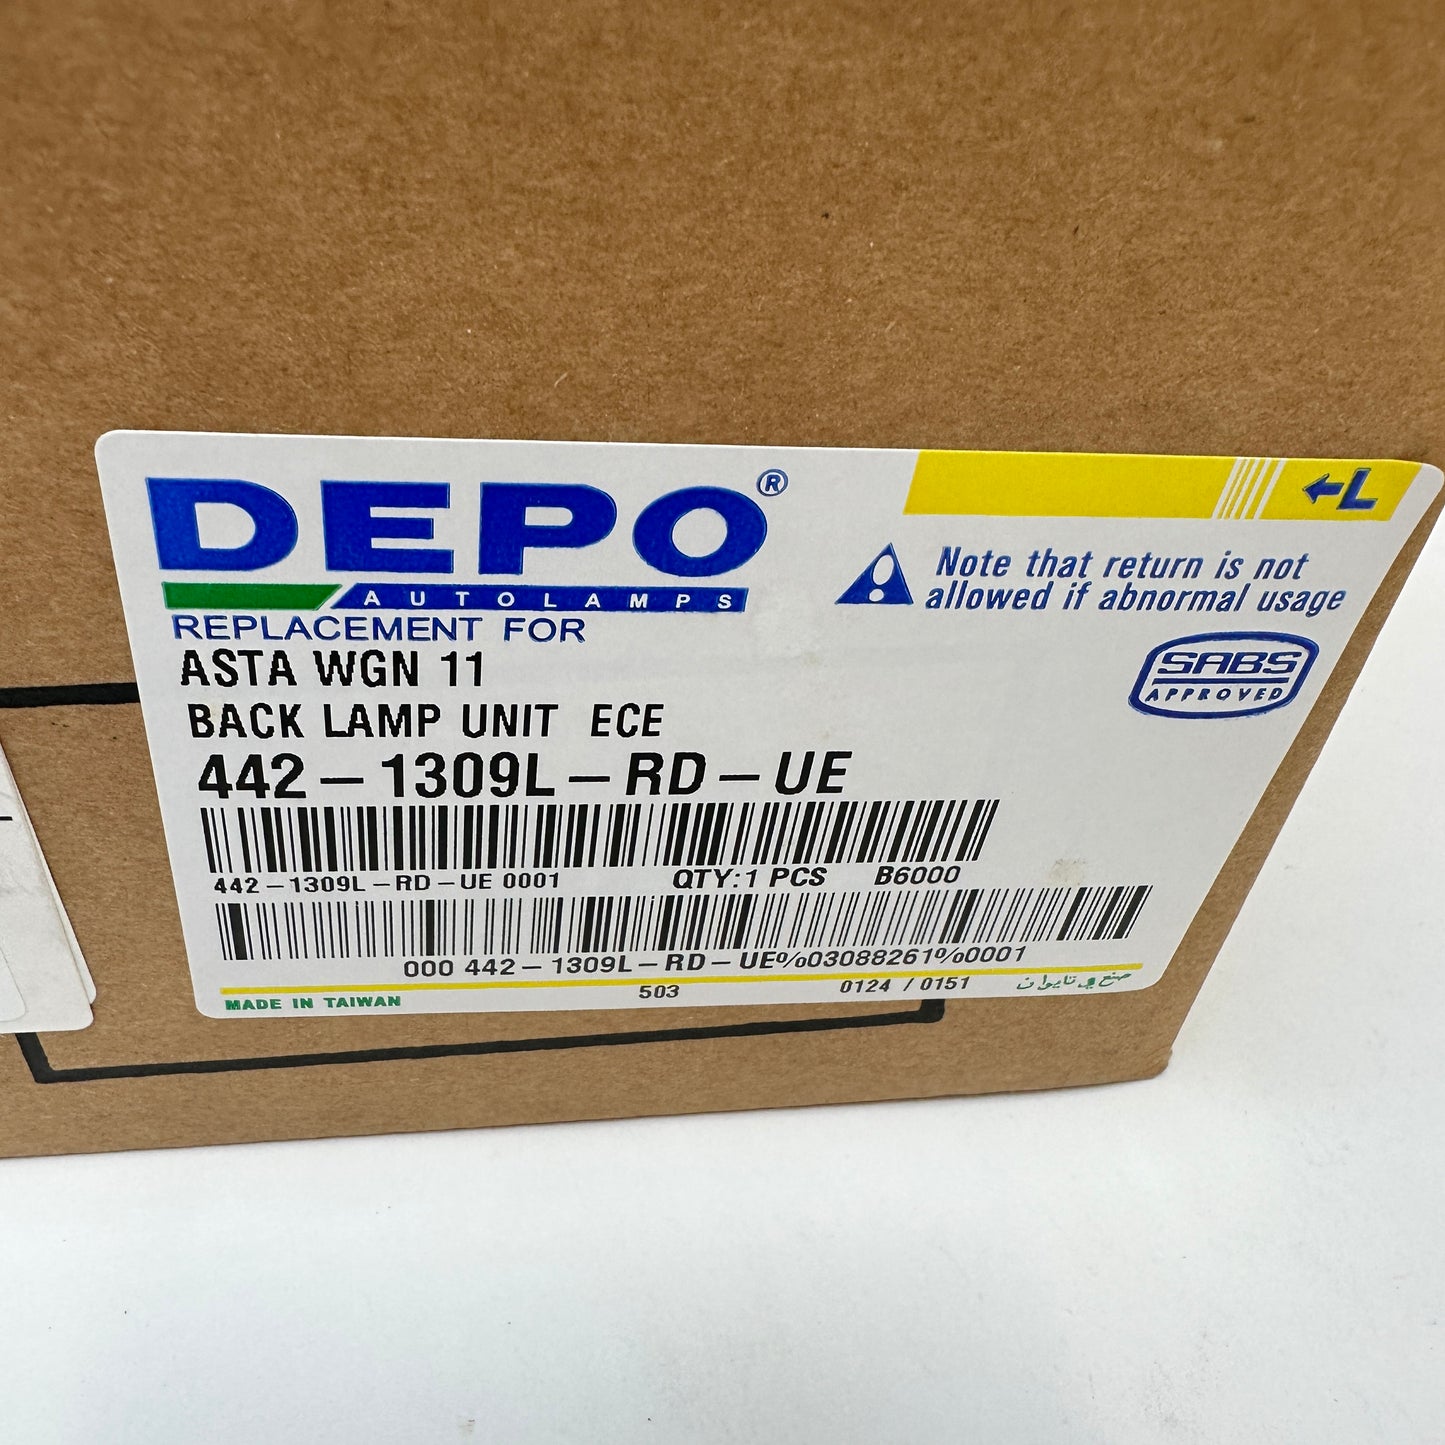 DEPO®
AUTOLAMPS
←L
Note that return is not
allowed if abnormal usage
REPLACEMENT FOR
ASTA WGN 11
SABS
APPROVED
BACK LAMP UNIT ECE
442-1309L-RD-UE
442-1309L-RD-UE 0001 QTY:1 PCS B6000
000 442-1309L-RD-UE%03088261%0001
MADE IN TAIWAN 503 0124 / 0151 صنع في تايوان